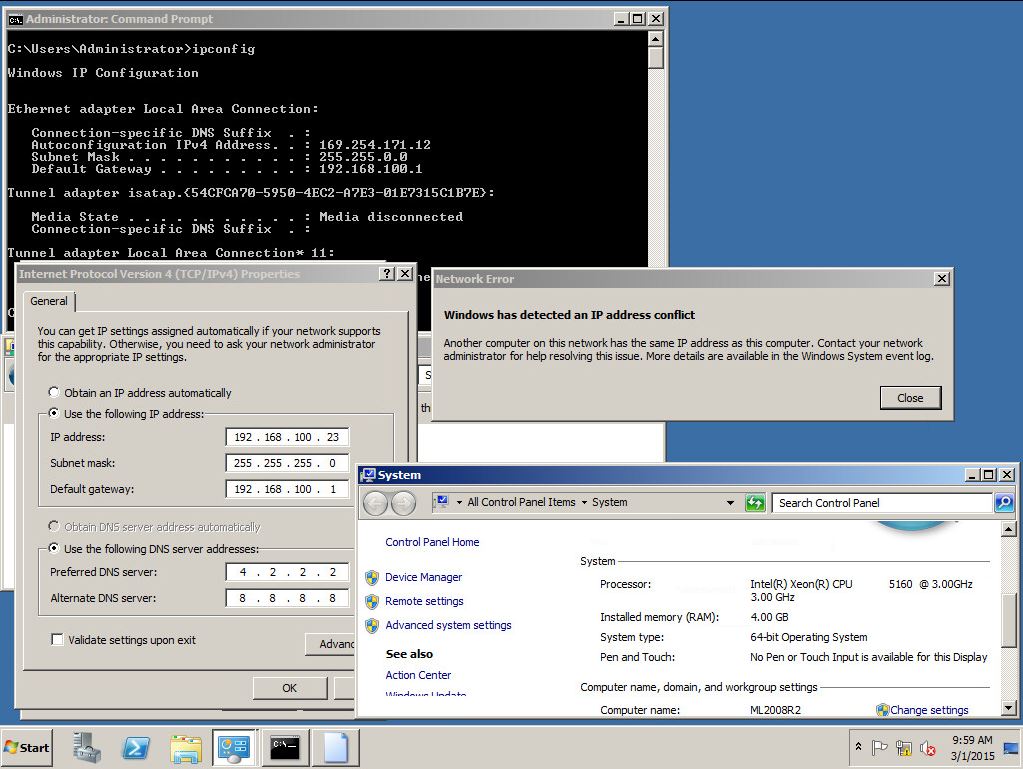 Administrator: Command Prompt
C:\Users\Administrator>ipconfig
Windows IP Configuration
Ethernet adapter Local Area Connection:
Connection-specific DNS Suffix . :
Autoconfiguration IPv4 Address. . : 169.254.171.12
Subnet Mask . . . . . . . . . . . : 255.255.0.0
Default Gateway . . . . . . . . . : 192.168.100.1
Tunnel adapter isatap.{54CFCA70-5950-4EC2-A7E3-01E7315C1B7E}:
Media State . . . . . . . . . . . : Media disconnected
Connection-specific DNS Suffix . :
Tunnel adapter Local Area Connection* 11:
Internet Protocol Version 4 (TCP/IPv4) Properties
General
You can get IP settings assigned automatically if your network supports
this capability. Otherwise, you need to ask your network administrator
for the appropriate IP settings.
Obtain an IP address automatically
Use the following IP address:
IP address: 192 . 168 . 100 . 23
Subnet mask: 255 . 255 . 255 . 0
Default gateway: 192 . 168 . 100 . 1
Obtain DNS server address automatically
Use the following DNS server addresses:
Preferred DNS server: 4 . 2 . 2 . 2
Alternate DNS server: 8 . 8 . 8 . 8
Validate settings upon exit
Advanc
OK
Network Error
Windows has detected an IP address conflict
Another computer on this network has the same IP address as this computer. Contact your network
administrator for help resolving this issue. More details are available in the Windows System event log.
Close
System
All Control Panel Items System
Search Control Panel
Control Panel Home
Device Manager
Remote settings
Advanced system settings
See also
Action Center
Windows Update
System
Processor: Intel(R) Xeon(R) CPU 5160 @ 3.00GHz
3.00 GHz
Installed memory (RAM): 4.00 GB
System type: 64-bit Operating System
Pen and Touch: No Pen or Touch Input is available for this Display
Computer name, domain, and workgroup settings
Computer name: ML2008R2
Change settings
Start
9:59 AM
3/1/2015